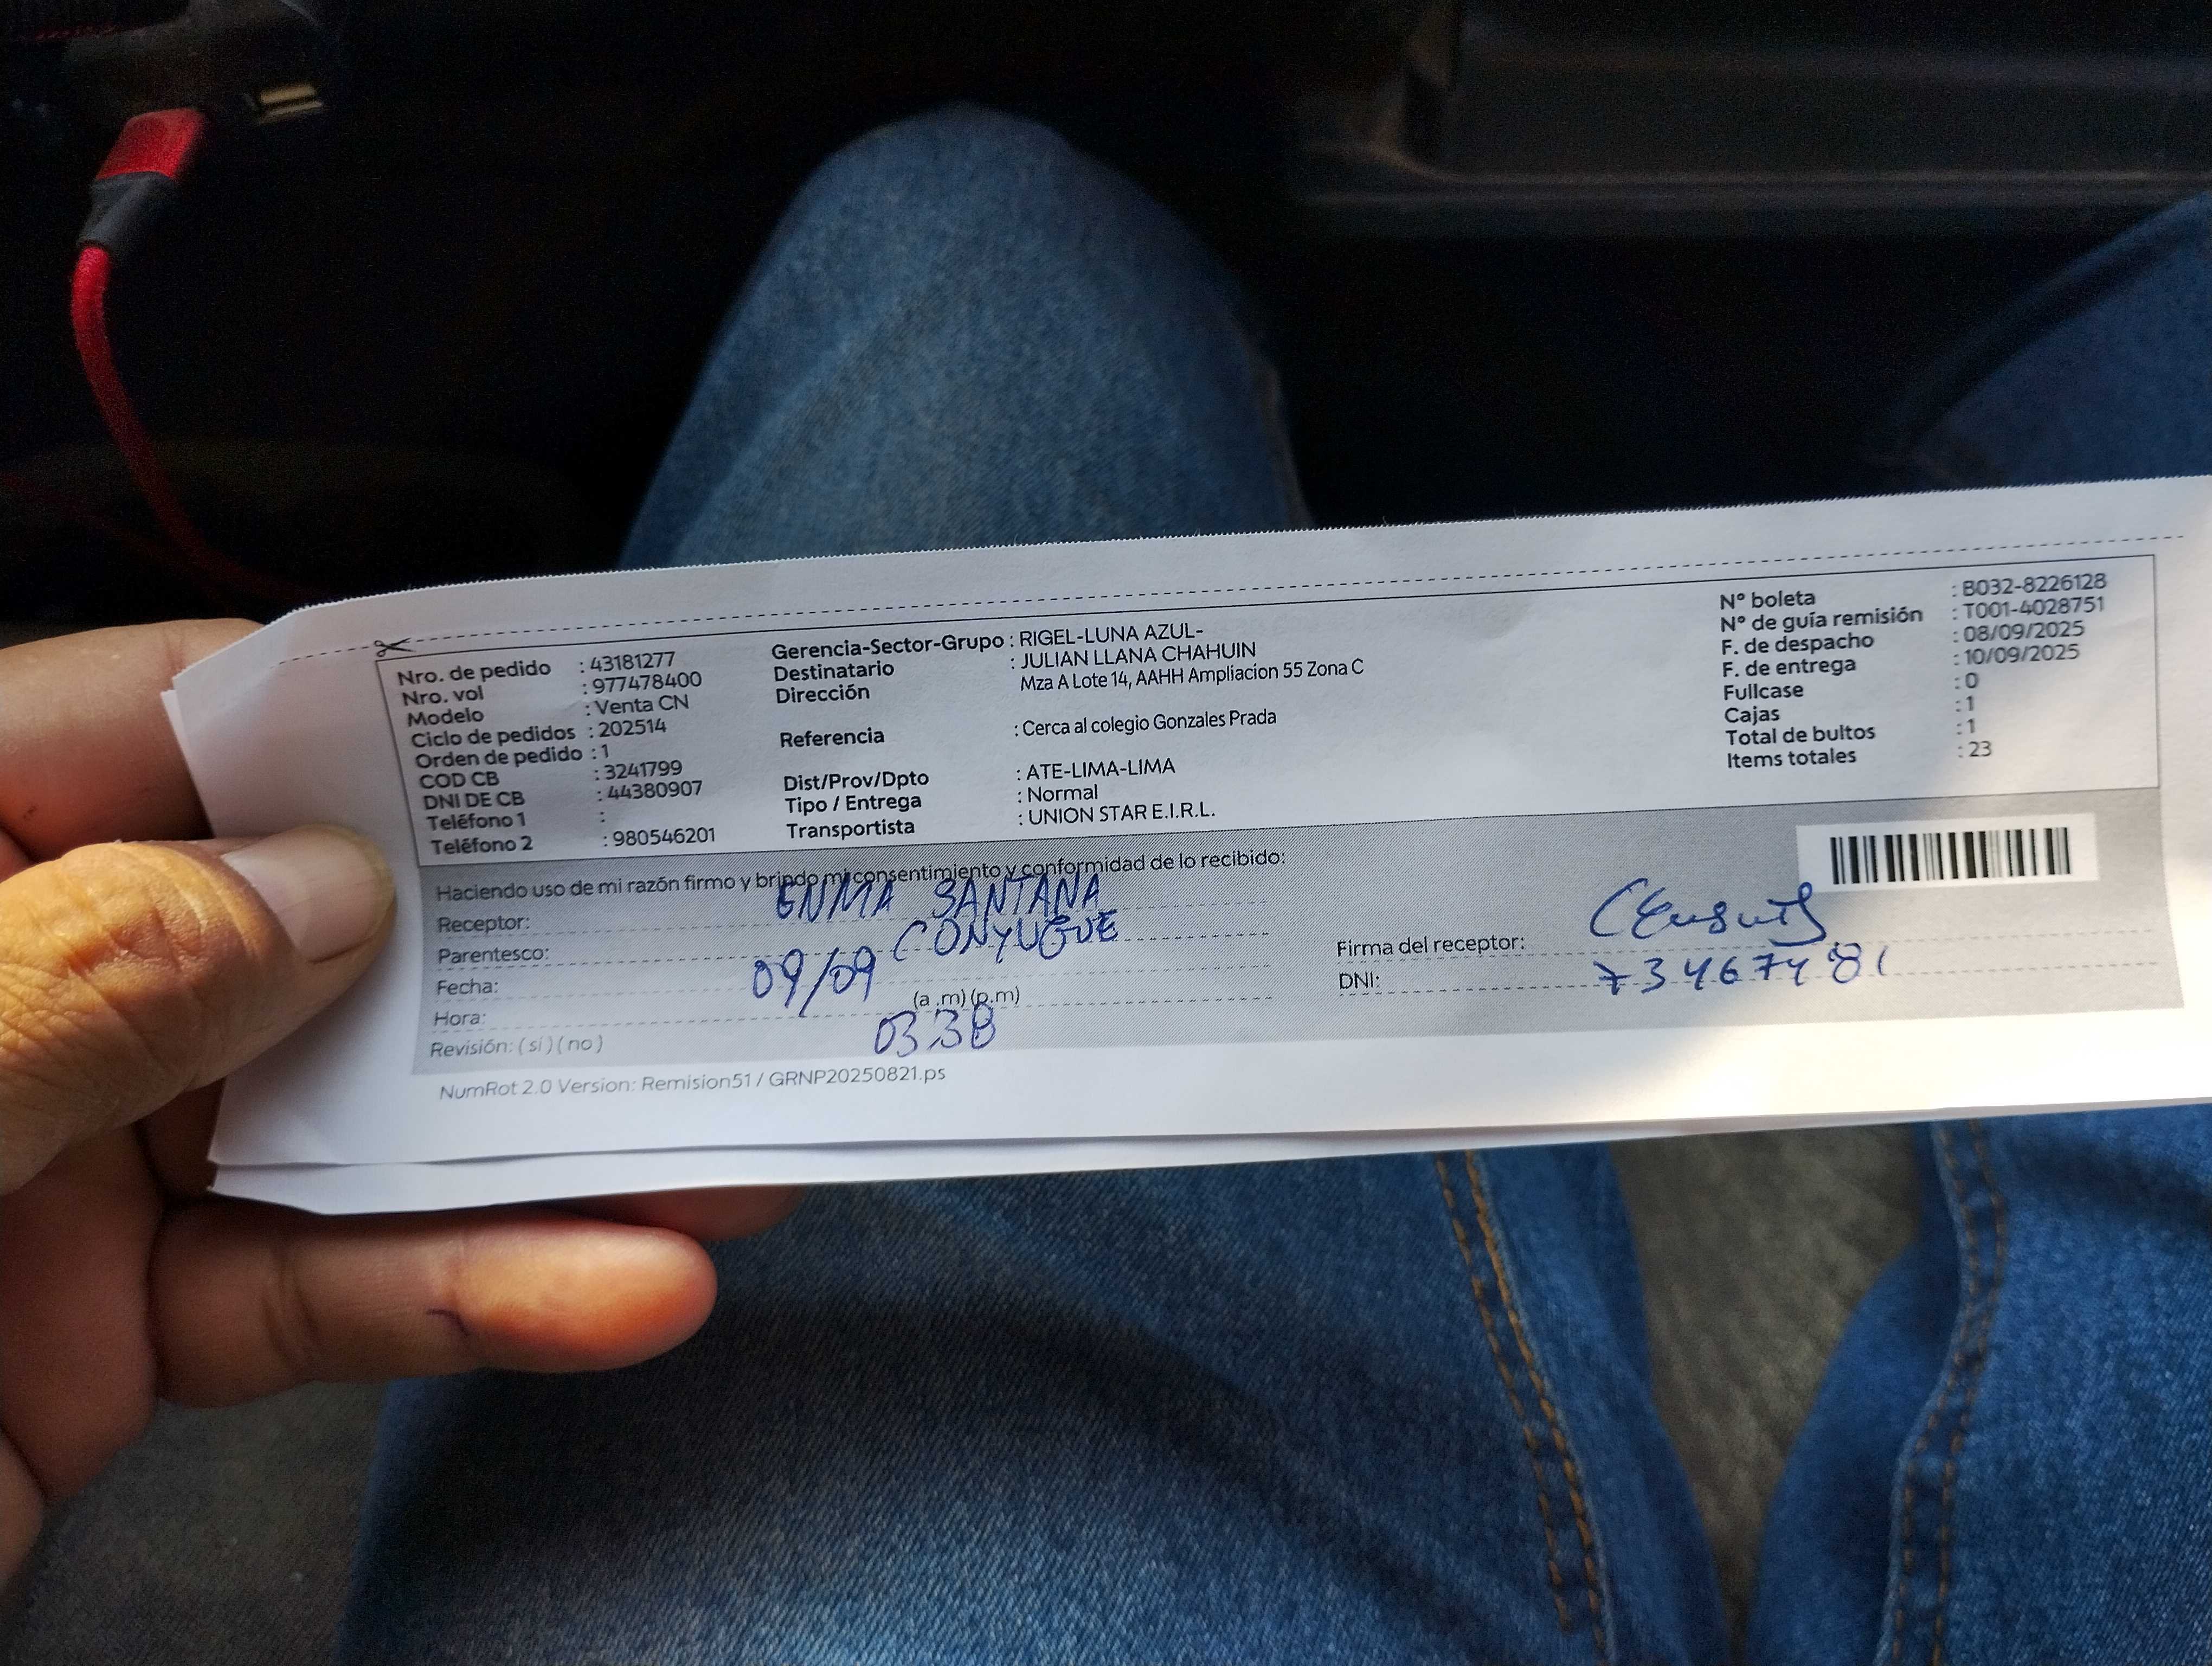 Nro. de pedido : 43181277
Nro. vol : 977478400
Modelo : Venta CN
Ciclo de pedidos : 202514
Orden de pedido : 1
COD CB : 3241799
DNI DE CB : 44380907
Teléfono 1 :
Teléfono 2 : 980546201
Gerencia-Sector-Grupo : RIGEL-LUNA AZUL-
Destinatario : JULIAN LLANA CHAHUIN
Dirección Mza A Lote 14, AAHH Ampliacion 55 Zona C
Referencia : Cerca al colegio Gonzales Prada
Dist/Prov/Dpto : ATE-LIMA-LIMA
Tipo / Entrega : Normal
Transportista : UNION STAR E.I.R.L.
N° boleta : B032-8226128
N° de guía remisión : T001-4028751
F. de despacho : 08/09/2025
F. de entrega : 10/09/2025
Fullcase : 0
Cajas : 1
Total de bultos : 1
Items totales : 23
Haciendo uso de mi razón firmo y brindo mi consentimiento y conformidad de lo recibido:
Receptor: ENMA SANTANA
Parentesco: CONYUGUE
Fecha: 09/09
Hora: (a .m) (p.m)
03:38
Revisión: ( si ) ( no )
Firma del receptor:
DNI: 73467481
NumRot 2.0 Version: Remision51 / GRNP20250821.ps